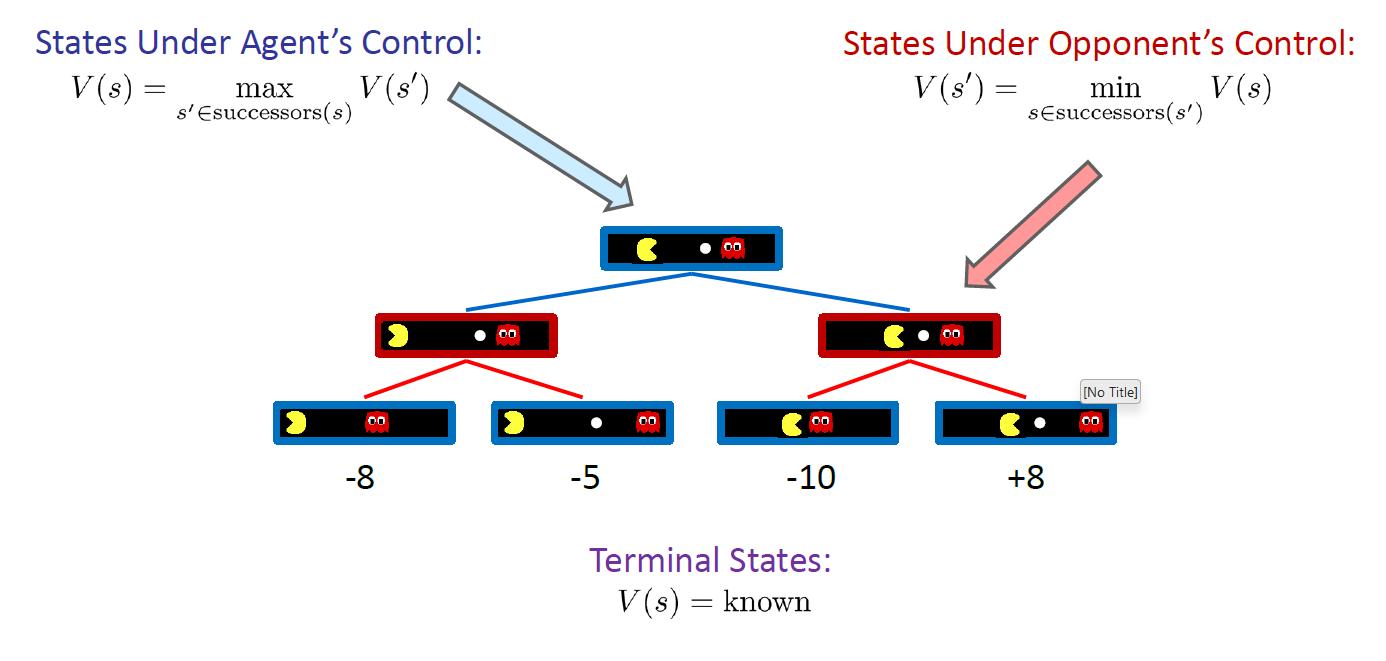 States Under Agent's Control:
V(s) = max V(s′)
s′∈successors(s)
States Under Opponent's Control:
V(s′) = min V(s)
s∈successors(s′)
[No Title]
-8
-5
-10
+8
Terminal States:
V(s) = known